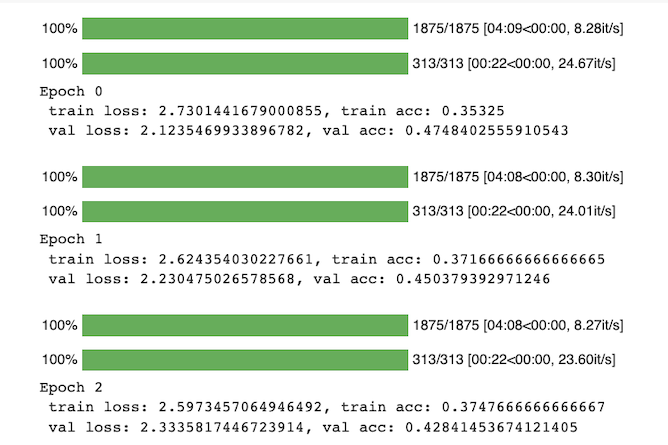 100% 1875/1875 [04:09<00:00, 8.28it/s]
100% 313/313 [00:22<00:00, 24.67it/s]
Epoch 0
train loss: 2.7301441679000855, train acc: 0.35325
val loss: 2.1235469933896782, val acc: 0.4748402555910543
100% 1875/1875 [04:08<00:00, 8.30it/s]
100% 313/313 [00:22<00:00, 24.01it/s]
Epoch 1
train loss: 2.624354030227661, train acc: 0.37166666666666665
val loss: 2.230475026578568, val acc: 0.450379392971246
100% 1875/1875 [04:08<00:00, 8.27it/s]
100% 313/313 [00:22<00:00, 23.60it/s]
Epoch 2
train loss: 2.5973457064946492, train acc: 0.3747666666666667
val loss: 2.3335817446723914, val acc: 0.42841453674121405